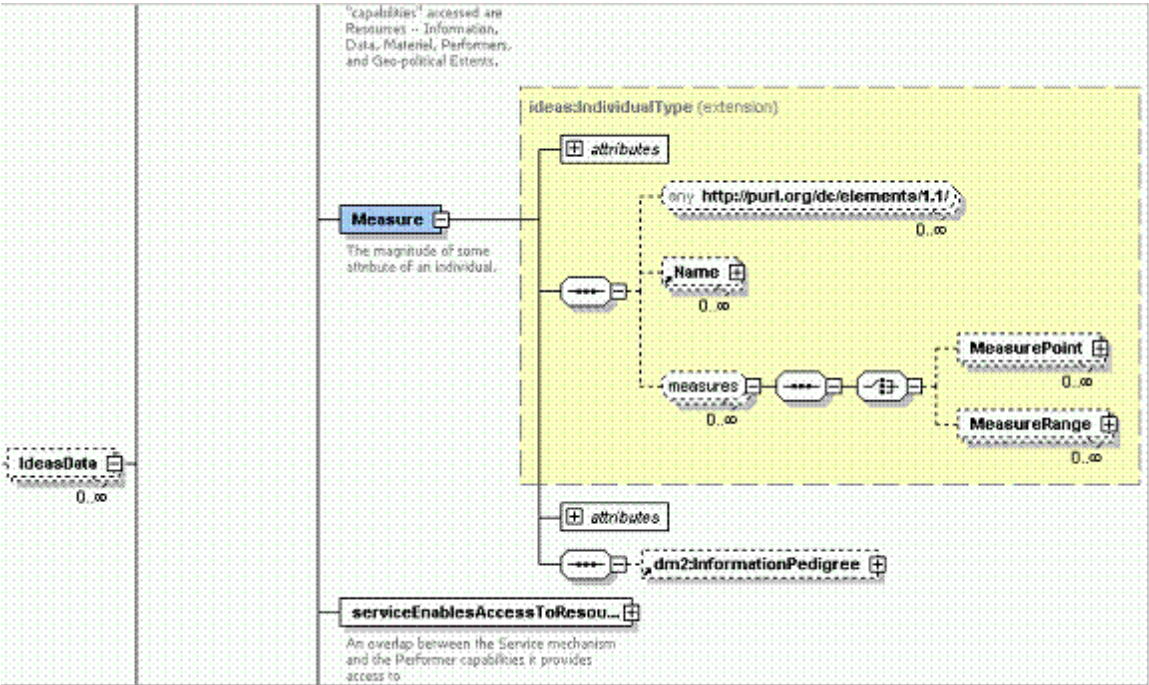 "capabilities" accessed are
Resources -- Information,
Data, Materiel, Performers,
and Geo-political Extents.
ideas:IndividualType (extension)
attributes
any http://purl.org/dc/elements/1.1/
0..∞
Measure
The magnitude of some
attribute of an individual.
Name
0..∞
MeasurePoint
0..∞
measures
0..∞
MeasureRange
0..∞
IdeasData
0..∞
attributes
dm2:InformationPedigree
serviceEnablesAccessToResou...
An overlap between the Service mechanism
and the Performer capabilities it provides
access to